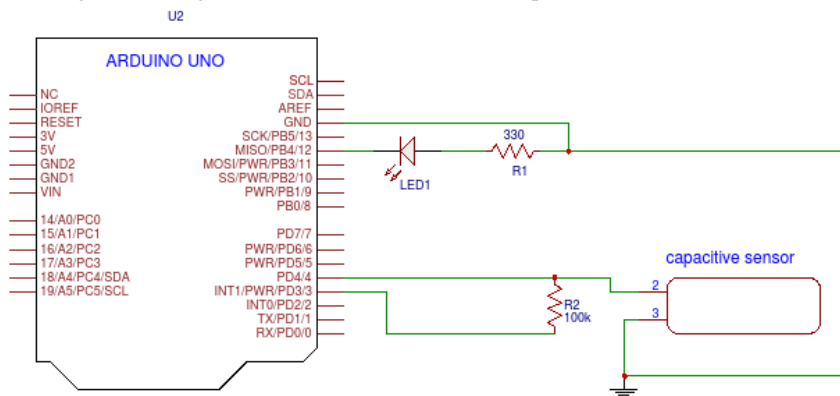 U2
ARDUINO UNO
NC
IOREF
RESET
3V
5V
GND2
GND1
VIN
14/A0/PC0
15/A1/PC1
16/A2/PC2
17/A3/PC3
18/A4/PC4/SDA
19/A5/PC5/SCL
SCL
SDA
AREF
GND
SCK/PB5/13
MISO/PB4/12
MOSI/PWR/PB3/11
SS/PWR/PB2/10
PWR/PB1/9
PB0/8
PD7/7
PWR/PD6/6
PWR/PD5/5
PD4/4
INT1/PWR/PD3/3
INT0/PD2/2
TX/PD1/1
RX/PD0/0
LED1
330
R1
R2
100k
capacitive sensor
2
3